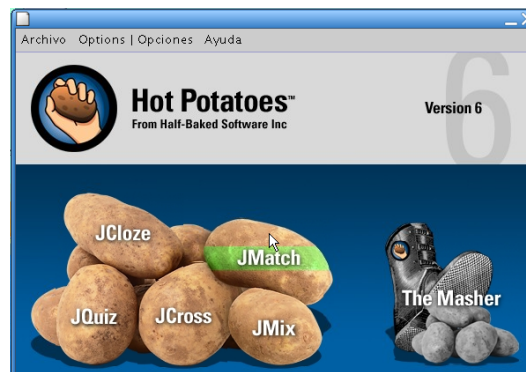 Archivo Options | Opciones Ayuda
Hot Potatoes™
From Half-Baked Software Inc
Version 6
6
JCloze
JMatch
JQuiz
JCross
JMix
The Masher